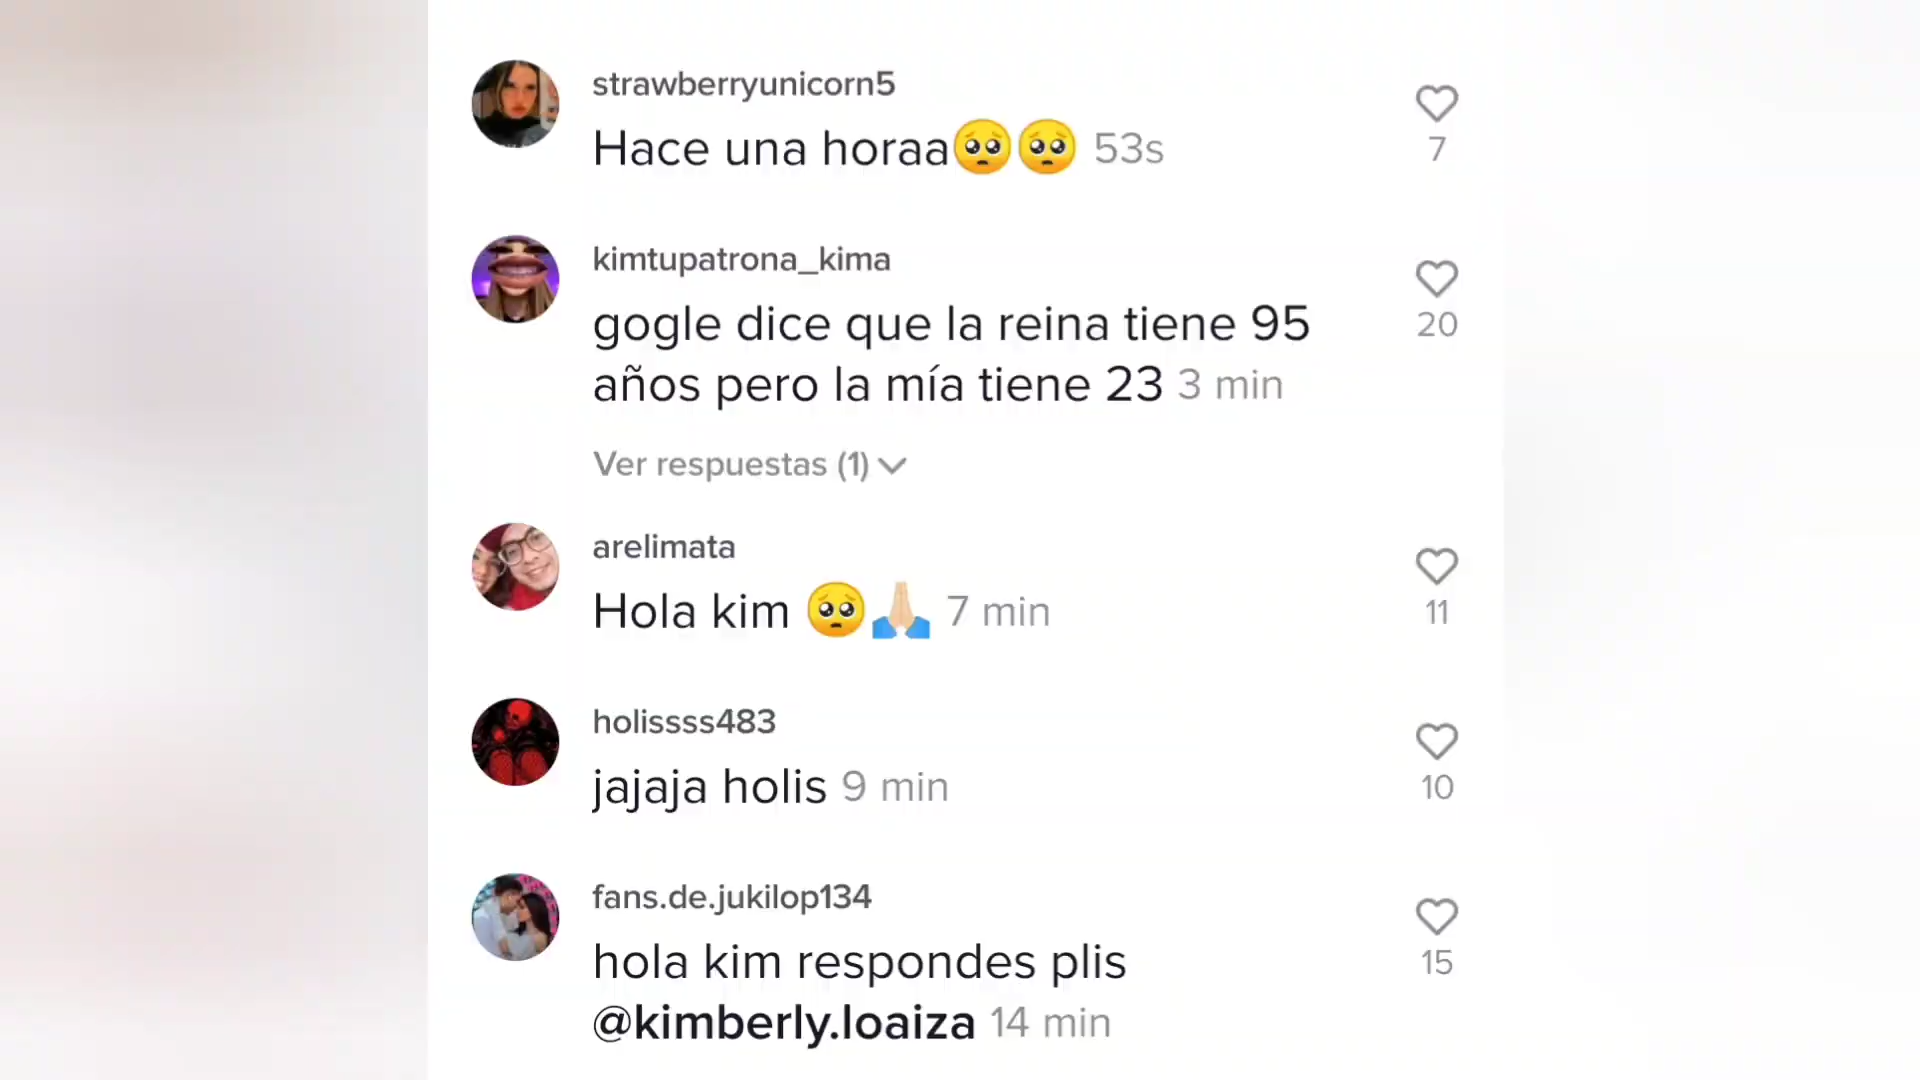 strawberryunicorn5
Hace una horaa🥺🥺 53s
7
kimtupatrona_kima
gogle dice que la reina tiene 95
años pero la mía tiene 23 3 min
20
Ver respuestas (1)
arelimata
Hola kim 🥺🙏🏼 7 min
11
holissss483
jajaja holis 9 min
10
fans.de.jukilop134
hola kim respondes plis
@kimberly.loaiza 14 min
15